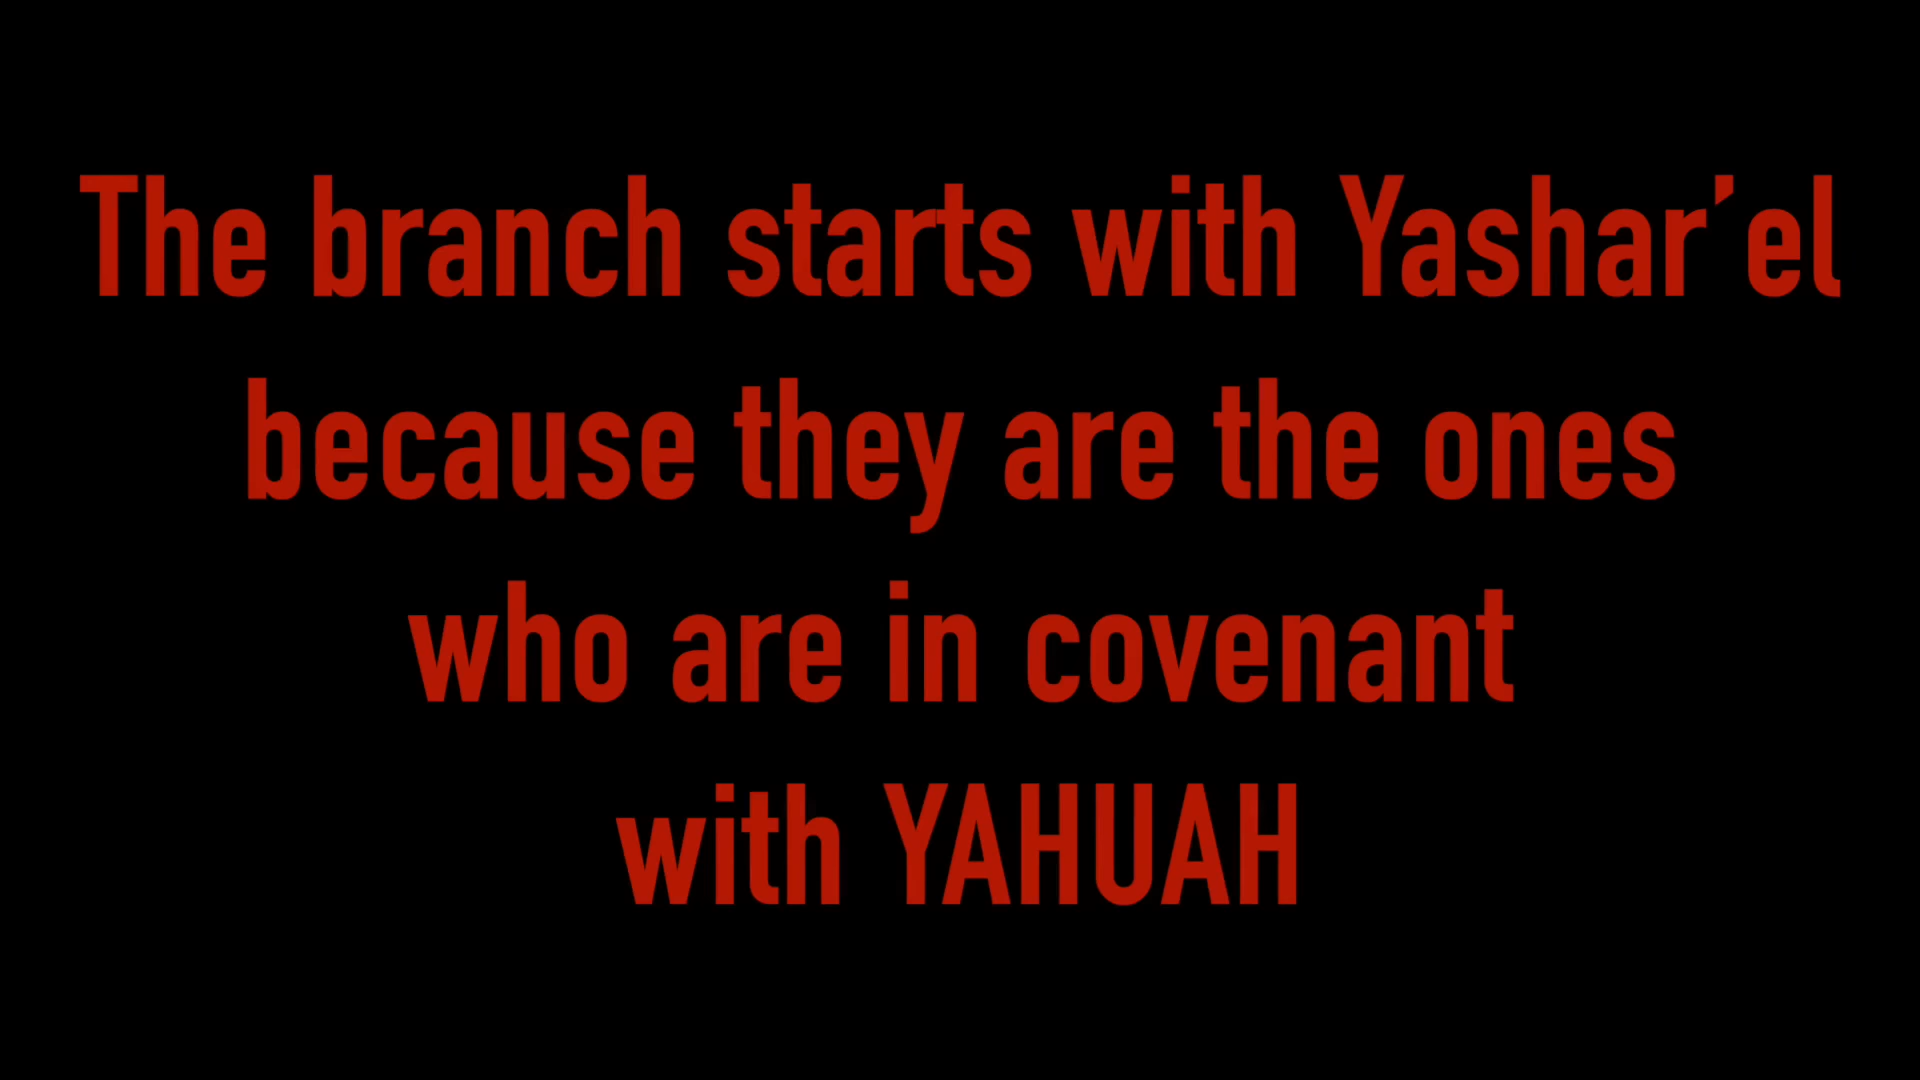 The branch starts with Yashar’el
because they are the ones
who are in covenant
with YAHUAH